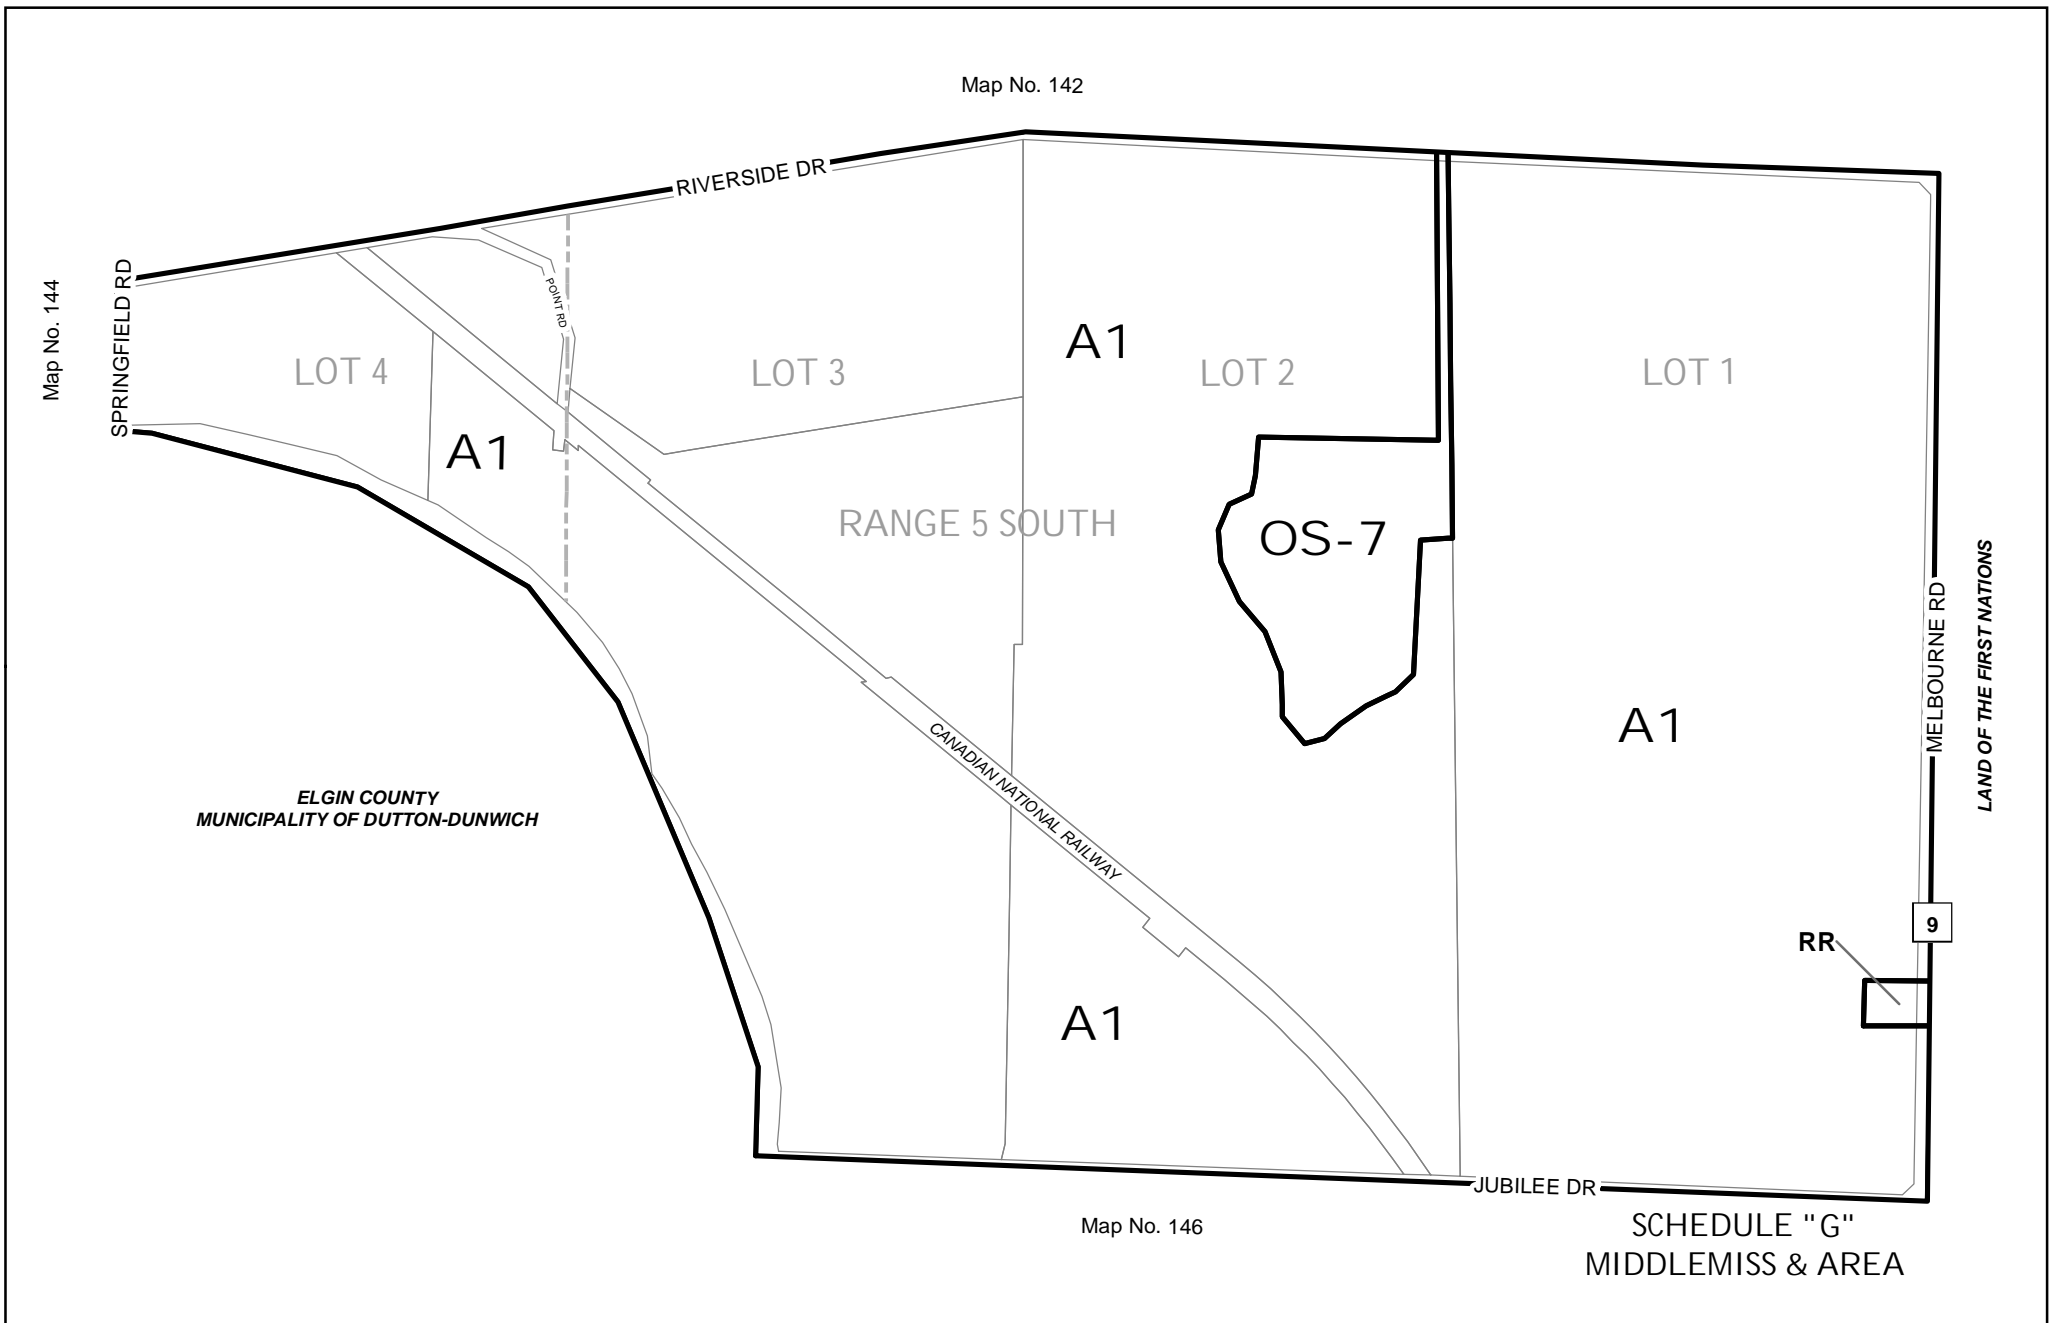 Map No. 142
RIVERSIDE DR
Map No. 144
SPRINGFIELD RD
POINT RD
LOT 4
LOT 3
A1
LOT 2
LOT 1
A1
RANGE 5 SOUTH
OS-7
LAND OF THE FIRST NATIONS
MELBOURNE RD
A1
CANADIAN NATIONAL RAILWAY
ELGIN COUNTY
MUNICIPALITY OF DUTTON-DUNWICH
9
RR
A1
JUBILEE DR
Map No. 146
SCHEDULE "G"
MIDDLEMISS & AREA